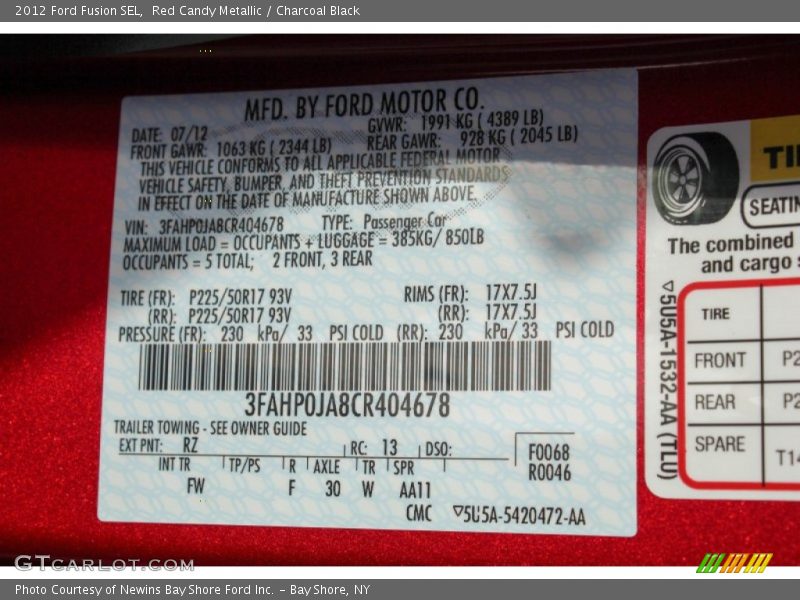 2012 Ford Fusion SEL,  Red Candy Metallic / Charcoal Black
MFD. BY FORD MOTOR CO.
DATE: 07/12 GVWR: 1991 KG ( 4389 LB)
FRONT GAWR: 1063 KG ( 2344 LB) REAR GAWR: 928 KG ( 2045 LB)
THIS VEHICLE CONFORMS TO ALL APPLICABLE FEDERAL MOTOR
VEHICLE SAFETY, BUMPER, AND THEFT PREVENTION STANDARDS
IN EFFECT ON THE DATE OF MANUFACTURE SHOWN ABOVE.
VIN: 3FAHP0JA8CR404678 TYPE: Passenger Car
MAXIMUM LOAD = OCCUPANTS + LUGGAGE = 385KG/ 850LB
OCCUPANTS = 5 TOTAL; 2 FRONT, 3 REAR
TIRE (FR): P225/50R17 93V RIMS (FR): 17X7.5J
(RR): P225/50R17 93V (RR): 17X7.5J
PRESSURE (FR): 230 kPa/ 33 PSI COLD (RR): 230 kPa/ 33 PSI COLD
3FAHP0JA8CR404678
TRAILER TOWING - SEE OWNER GUIDE
EXT PNT: RZ RC: 13 DSO: F0068
INT TR TP/PS R AXLE TR SPR R0046
FW F 30 W AA11
CMC ▽5U5A-5420472-AA
TI
SEATIN
The combined
and cargo s
▽5U5A-1532-AA (TLU)
TIRE
FRONT P2
REAR P2
SPARE T14
GTCARLOT.COM
Photo Courtesy of Newins Bay Shore Ford Inc. - Bay Shore, NY